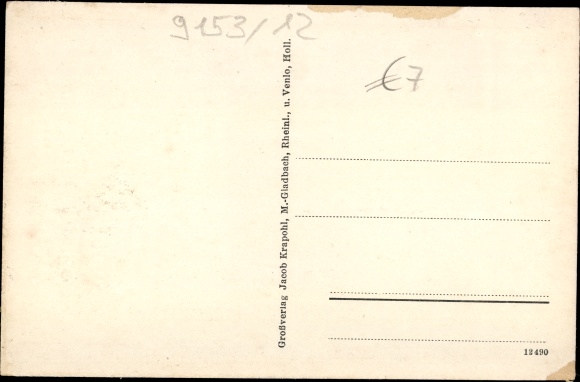 9153/12
€7
Großverlag Jacob Krapohl, M.-Gladbach, Rheinl., u. Venlo, Holl.
12490